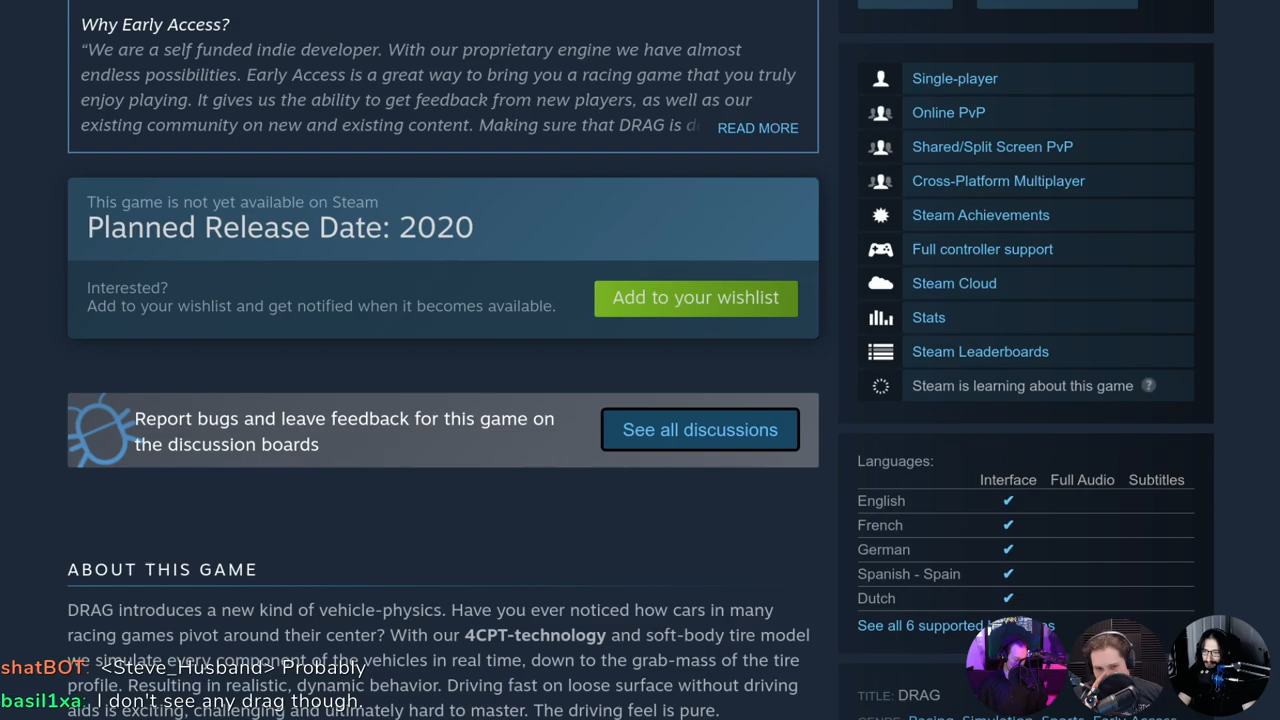 Why Early Access?
“We are a self funded indie developer. With our proprietary engine we have almost
endless possibilities. Early Access is a great way to bring you a racing game that you truly
enjoy playing. It gives us the ability to get feedback from new players, as well as our
existing community on new and existing content. Making sure that DRAG is
READ MORE
This game is not yet available on Steam
Planned Release Date: 2020
Interested?
Add to your wishlist and get notified when it becomes available.
Add to your wishlist
Report bugs and leave feedback for this game on
the discussion boards
See all discussions
ABOUT THIS GAME
DRAG introduces a new kind of vehicle-physics. Have you ever noticed how cars in many
racing games pivot around their center? With our 4CPT-technology and soft-body tire model
we simulate every component of the vehicles in real time, down to the grab-mass of the tire
profile. Resulting in realistic, dynamic behavior. Driving fast on loose surface without driving
aids is exciting, challenging and ultimately hard to master. The driving feel is pure.
shatBOT: <Steve_Husband> Probably
basil1xa: I don't see any drag though.
Single-player
Online PvP
Shared/Split Screen PvP
Cross-Platform Multiplayer
Steam Achievements
Full controller support
Steam Cloud
Stats
Steam Leaderboards
Steam is learning about this game ?
Languages:
Interface Full Audio Subtitles
English ✔
French ✔
German ✔
Spanish - Spain ✔
Dutch ✔
See all 6 supported
TITLE: DRAG
Racing, Simulation, Sports, Early Access